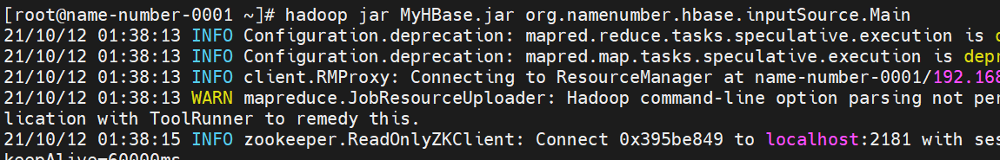 [root@name-number-0001 ~]# hadoop jar MyHBase.jar org.namenumber.hbase.inputSource.Main
21/10/12 01:38:13 INFO Configuration.deprecation: mapred.reduce.tasks.speculative.execution is
21/10/12 01:38:13 INFO Configuration.deprecation: mapred.map.tasks.speculative.execution is depr
21/10/12 01:38:13 INFO client.RMProxy: Connecting to ResourceManager at name-number-0001/192.168
21/10/12 01:38:13 WARN mapreduce.JobResourceUploader: Hadoop command-line option parsing not per
lication with ToolRunner to remedy this.
21/10/12 01:38:15 INFO zookeeper.ReadOnlyZKClient: Connect 0x395be849 to localhost:2181 with ses
keepAlive=60000ms